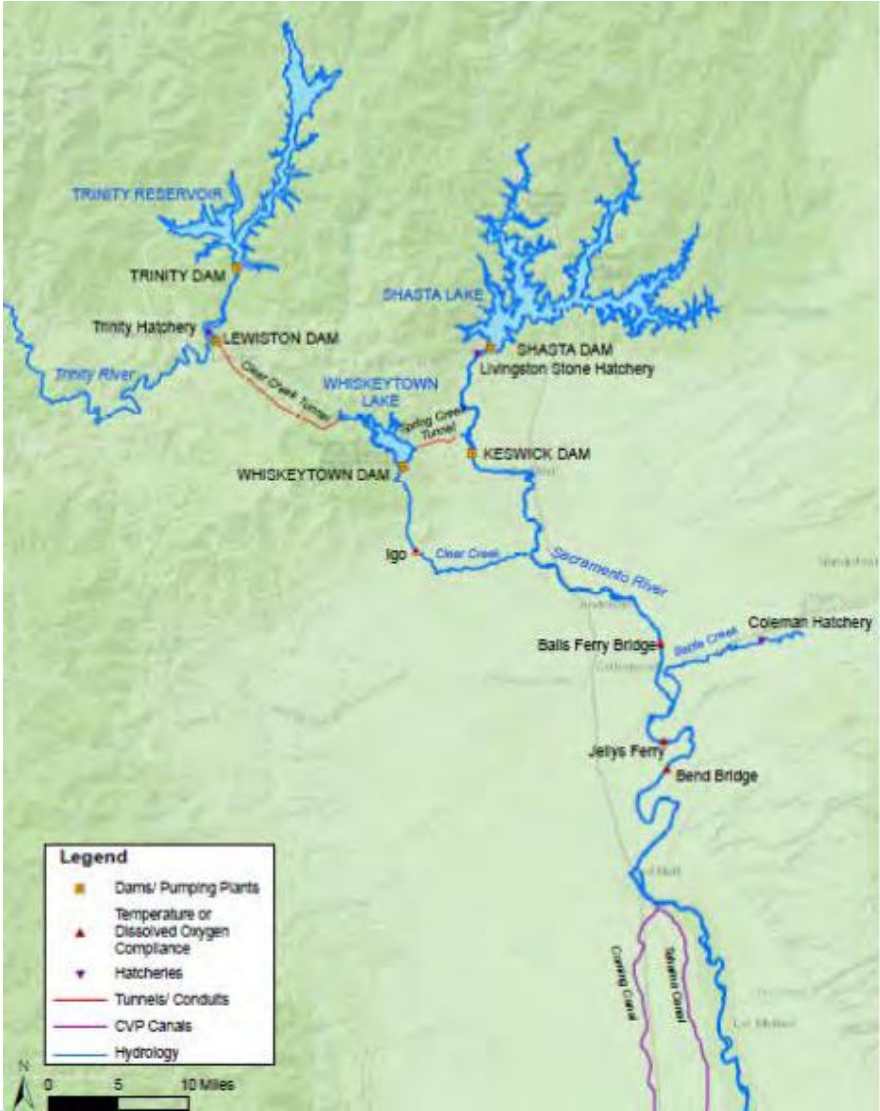 TRINITY RESERVOIR
TRINITY DAM
SHASTA LAKE
Trinity Hatchery
LEWISTON DAM
SHASTA DAM
Livingston Stone Hatchery
Trinity River
Clear Creek Tunnel
WHISKEYTOWN
LAKE
Spring Creek
Tunnel
KESWICK DAM
WHISKEYTOWN DAM
Igo
Clear Creek
Sacramento River
Coleman Hatchery
Balls Ferry Bridge
Battle Creek
Jellys Ferry
Bend Bridge
Corning Canal
Tehama Canal
Legend
Dams/ Pumping Plants
Temperature or
Dissolved Oxygen
Compliance
Hatcheries
Tunnels/ Conduits
CVP Canals
Hydrology
N
0 5 10 Miles